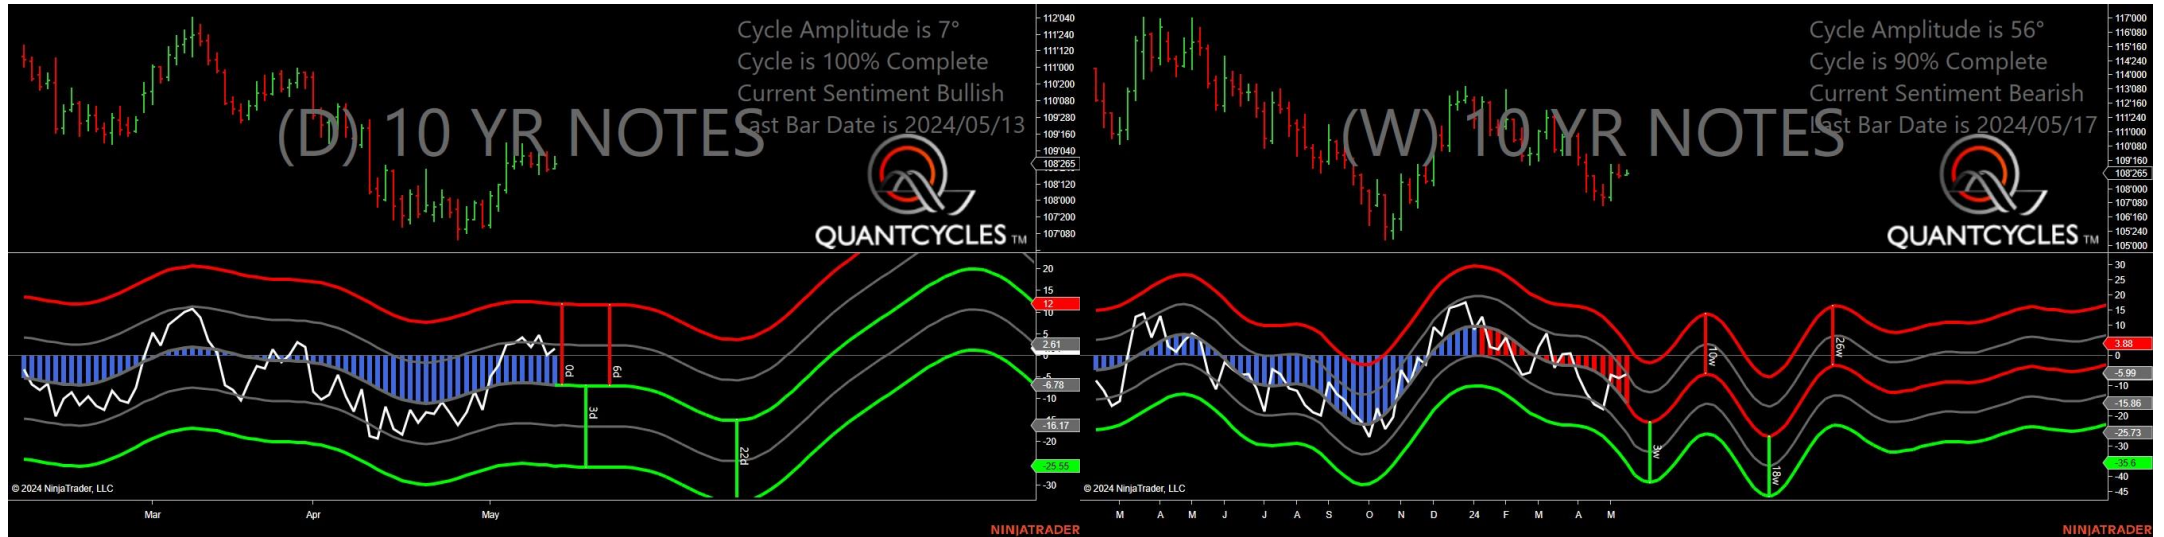 Cycle Amplitude is 7°
Cycle is 100% Complete
Current Sentiment Bullish
Last Bar Date is 2024/05/13
(D) 10 YR NOTES
QUANTCYCLES TM
112'040
111'240
111'120
111'000
110'200
110'080
109'280
109'160
109'040
108'265
108'120
108'000
107'200
107'080
20
15
12
10
5
2.61
0
-5
-6.78
-10
-15
-16.17
-20
-25.55
-30
0d
6d
3d
22d
© 2024 NinjaTrader, LLC
Mar Apr May
NINJATRADER
Cycle Amplitude is 56°
Cycle is 90% Complete
Current Sentiment Bearish
Last Bar Date is 2024/05/17
(W) 10 YR NOTES
QUANTCYCLES TM
117'000
116'080
115'160
114'240
114'000
113'080
112'160
111'240
111'000
110'080
109'160
108'265
108'000
107'080
106'160
105'240
105'000
30
25
20
15
10
3.88
0
-5.99
-10
-15.86
-20
-25.73
-30
-35.6
-40
-45
10w
26w
3w
18w
© 2024 NinjaTrader, LLC
M A M J J A S O N D 24 F M A M
NINJATRADER